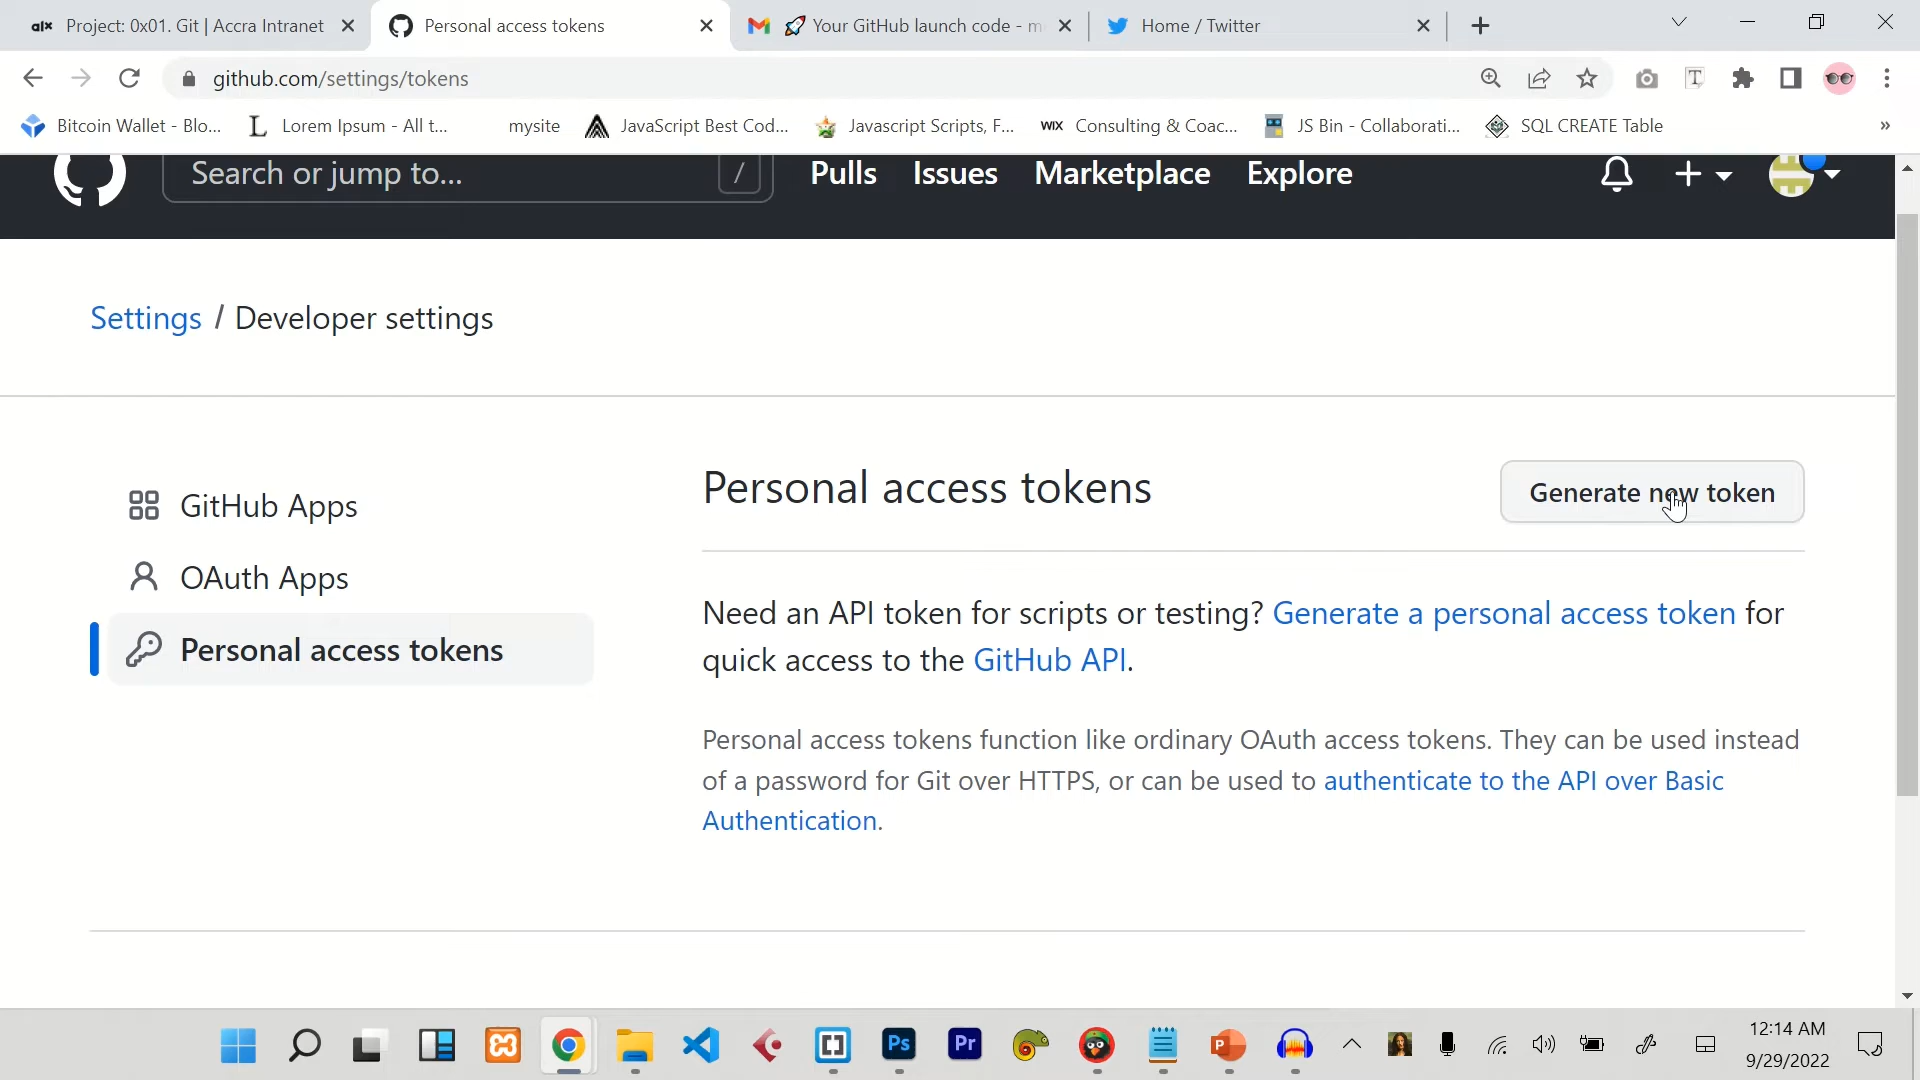 alx Project: 0x01. Git | Accra Intranet
Personal access tokens
Your GitHub launch code - m
Home / Twitter
github.com/settings/tokens
Bitcoin Wallet - Blo...
L Lorem Ipsum - All t...
mysite
JavaScript Best Cod...
Javascript Scripts, F...
WIX Consulting & Coac...
JS Bin - Collaborati...
SQL CREATE Table
»
Search or jump to... /
Pulls Issues Marketplace Explore
Settings / Developer settings
Personal access tokens
Generate new token
GitHub Apps
OAuth Apps
Personal access tokens
Need an API token for scripts or testing? Generate a personal access token for
quick access to the GitHub API.
Personal access tokens function like ordinary OAuth access tokens. They can be used instead
of a password for Git over HTTPS, or can be used to authenticate to the API over Basic
Authentication.
Ps
Pr
P
12:14 AM
9/29/2022